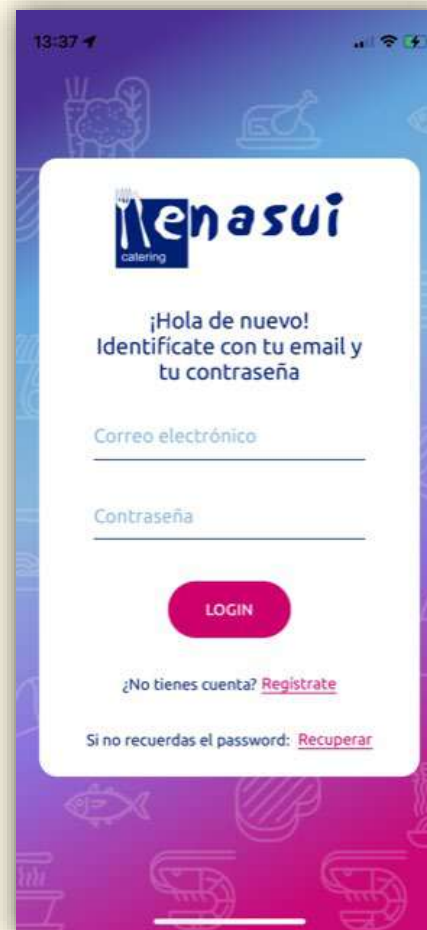 13:37
enasui
catering
¡Hola de nuevo!
Identifícate con tu email y
tu contraseña
Correo electrónico
Contraseña
LOGIN
¿No tienes cuenta? Registrate
Si no recuerdas el password: Recuperar